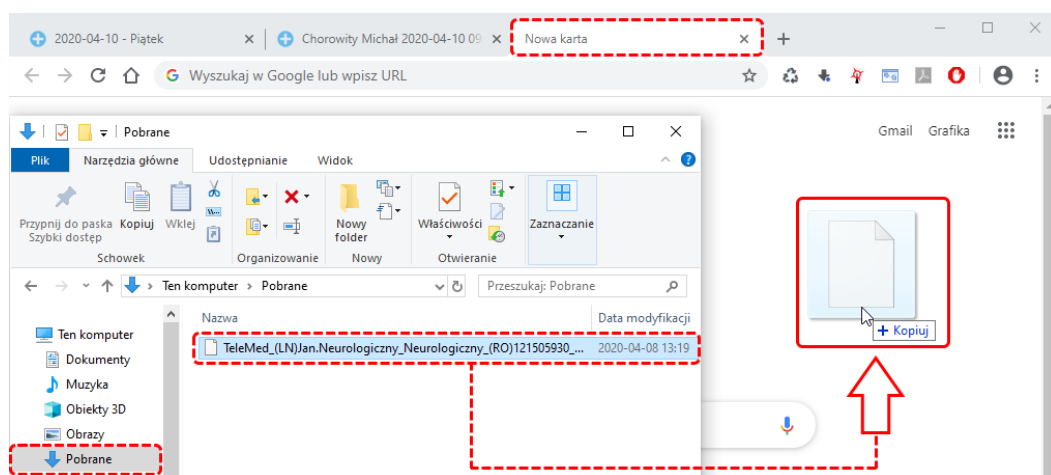 2020-04-10 - Piątek
Chorowity Michał 2020-04-10 09
Nowa karta
Wyszukaj w Google lub wpisz URL
Gmail Grafika
Pobrane
Plik Narzędzia główne Udostępnianie Widok
Przypnij do paska Szybki dostęp
Kopiuj
Wklej
Nowy folder
Właściwości
Zaznaczanie
Schowek Organizowanie Nowy Otwieranie
Ten komputer > Pobrane
Przeszukaj: Pobrane
Nazwa Data modyfikacji
TeleMed_(LN)Jan.Neurologiczny_Neurologiczny_(RO)121505930_... 2020-04-08 13:19
Ten komputer
Dokumenty
Muzyka
Obiekty 3D
Obrazy
Pobrane
+ Kopiuj